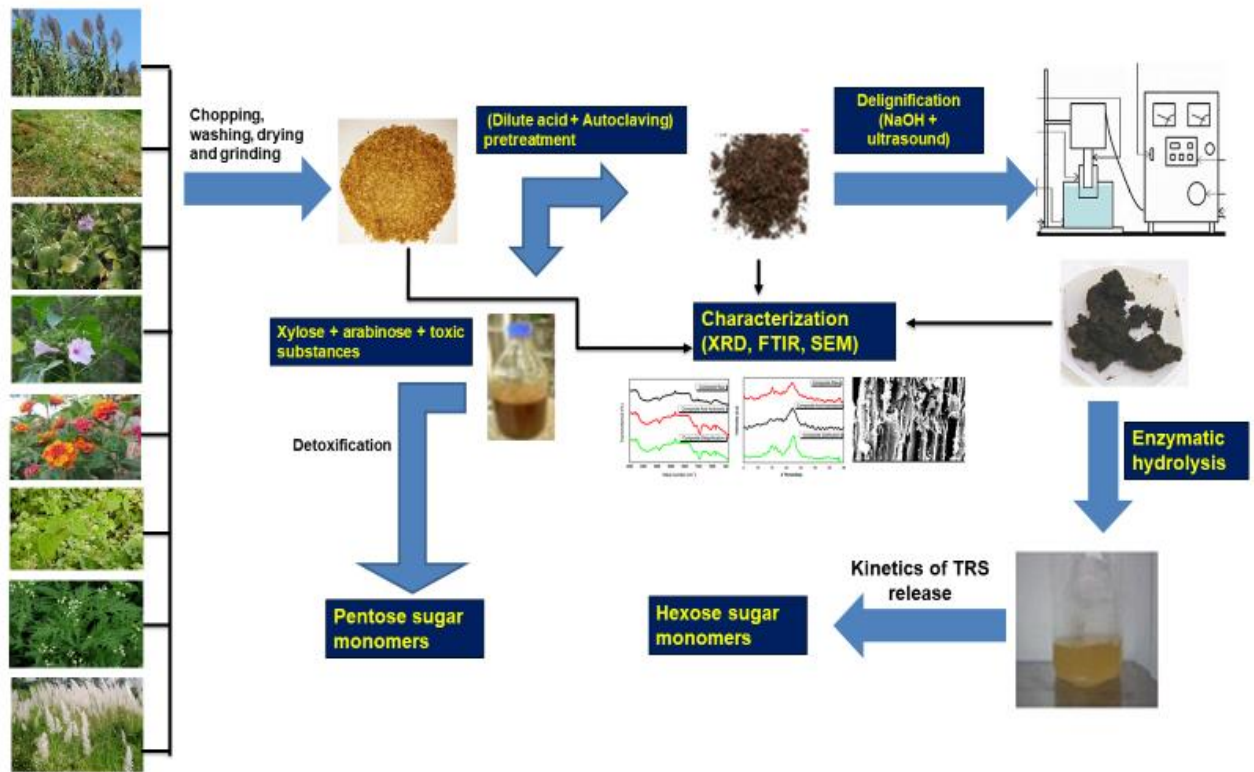 Chopping,
washing, drying
and grinding
(Dilute acid + Autoclaving)
pretreatment
Delignification
(NaOH +
ultrasound)
Xylose + arabinose + toxic
substances
Characterization
(XRD, FTIR, SEM)
Detoxification
Enzymatic
hydrolysis
Kinetics of TRS
release
Pentose sugar
monomers
Hexose sugar
monomers